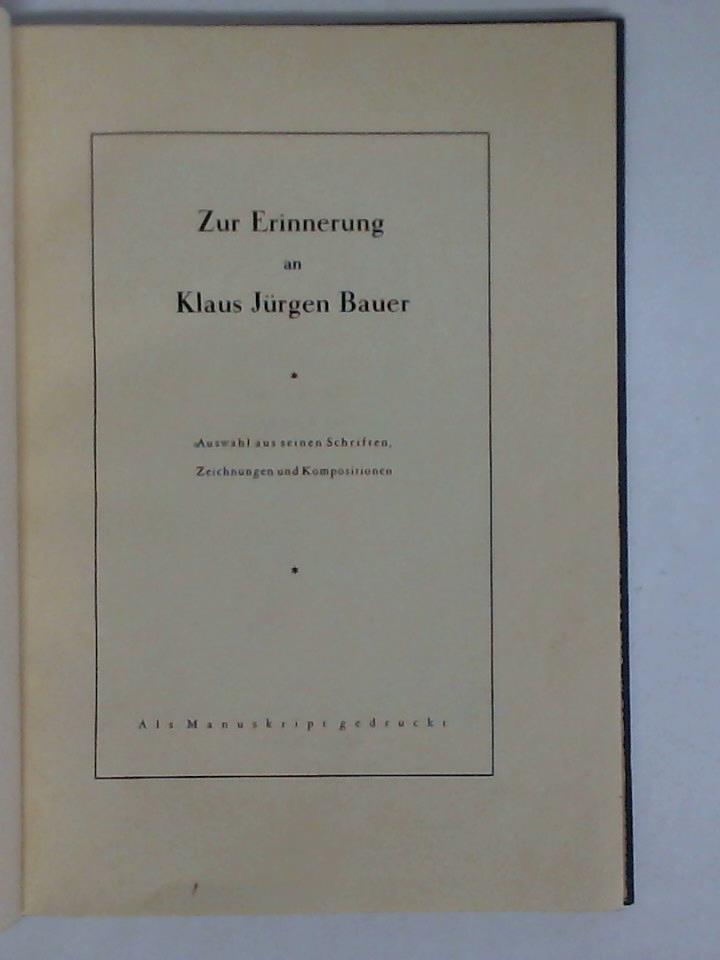 Zur Erinnerung
an
Klaus Jürgen Bauer
*
Auswahl aus seinen Schriften,
Zeichnungen und Kompositionen
*
Als Manuskript gedruckt